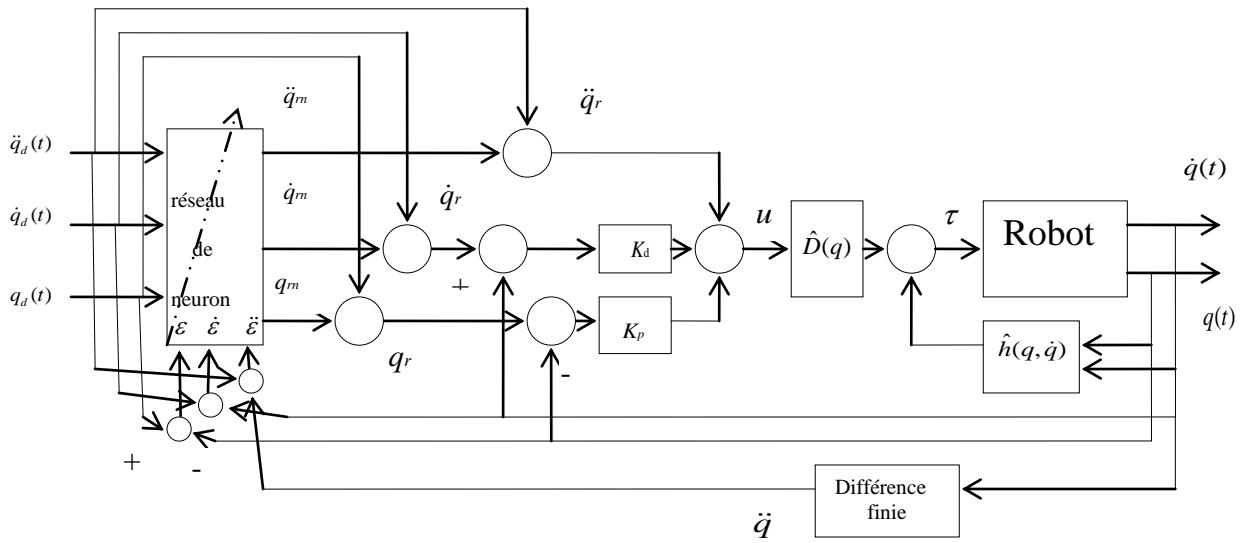 q̈_rn
q̈_r
q̈_d(t)
q̇(t)
réseau
q̇_rn
q̇_r
q̇_d(t)
u
D̂(q)
τ
Robot
de
+
K_d
q_d(t)
neuron
q_rn
q(t)
ε ε̇ ε̈
K_p
ĥ(q, q̇)
q_r
-
+
-
Différence
finie
q̈